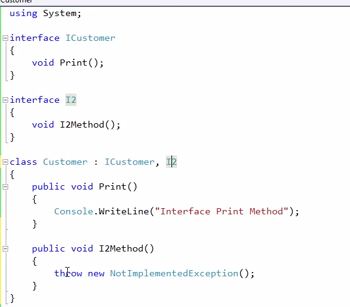 Customer
using System;
interface ICustomer
{
void Print();
}
interface I2
{
void I2Method();
}
class Customer : ICustomer, I2
{
public void Print()
{
Console.WriteLine("Interface Print Method");
}
public void I2Method()
{
throw new NotImplementedException();
}
}